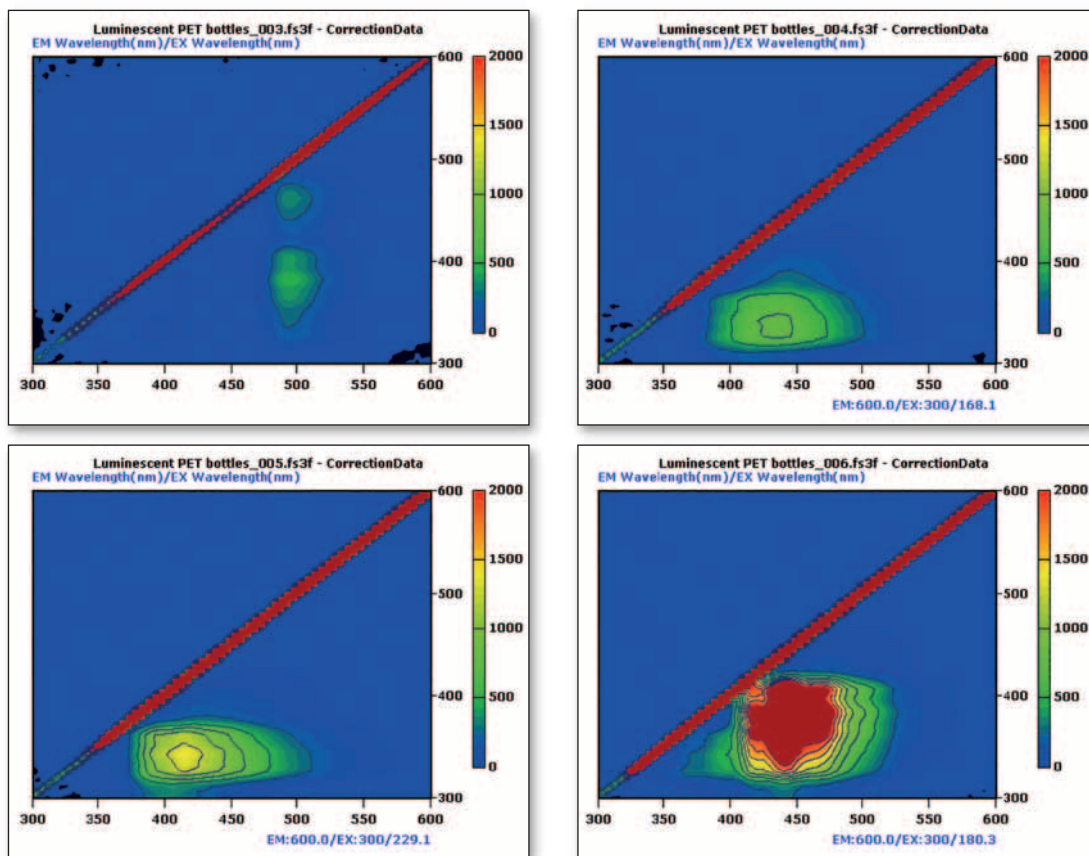 Luminescent PET bottles_003.fs3f - CorrectionData
EM Wavelength(nm)/EX Wavelength(nm)
600
500
400
300
2000
1500
1000
500
0
300 350 400 450 500 600
Luminescent PET bottles_004.fs3f - CorrectionData
EM Wavelength(nm)/EX Wavelength(nm)
600
500
400
300
2000
1500
1000
500
0
300 350 400 450 500 600
EM:600.0/EX:300/168.1
Luminescent PET bottles_005.fs3f - CorrectionData
EM Wavelength(nm)/EX Wavelength(nm)
600
500
400
300
2000
1500
1000
500
0
300 350 400 450 500 600
EM:600.0/EX:300/229.1
Luminescent PET bottles_006.fs3f - CorrectionData
EM Wavelength(nm)/EX Wavelength(nm)
600
500
400
300
2000
1500
1000
500
0
300 350 400 450 500 600
EM:600.0/EX:300/180.3